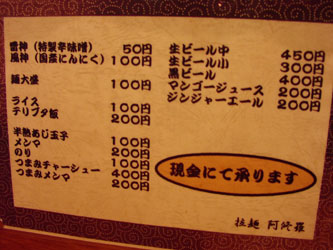 雷神（特製辛味噌） 50円
風神（国産にんにく）100円
麺大盛 100円
ライス 100円
テリブタ飯 200円
半熟あじ玉子 100円
メンマ 100円
のり 200円
つまみチャーシュー 400円
つまみメンマ 200円
生ビール中 450円
生ビール小 300円
黒ビール 400円
マンゴージュース 200円
ジンジャーエール 200円
現金にて承ります
拉麺 阿修羅